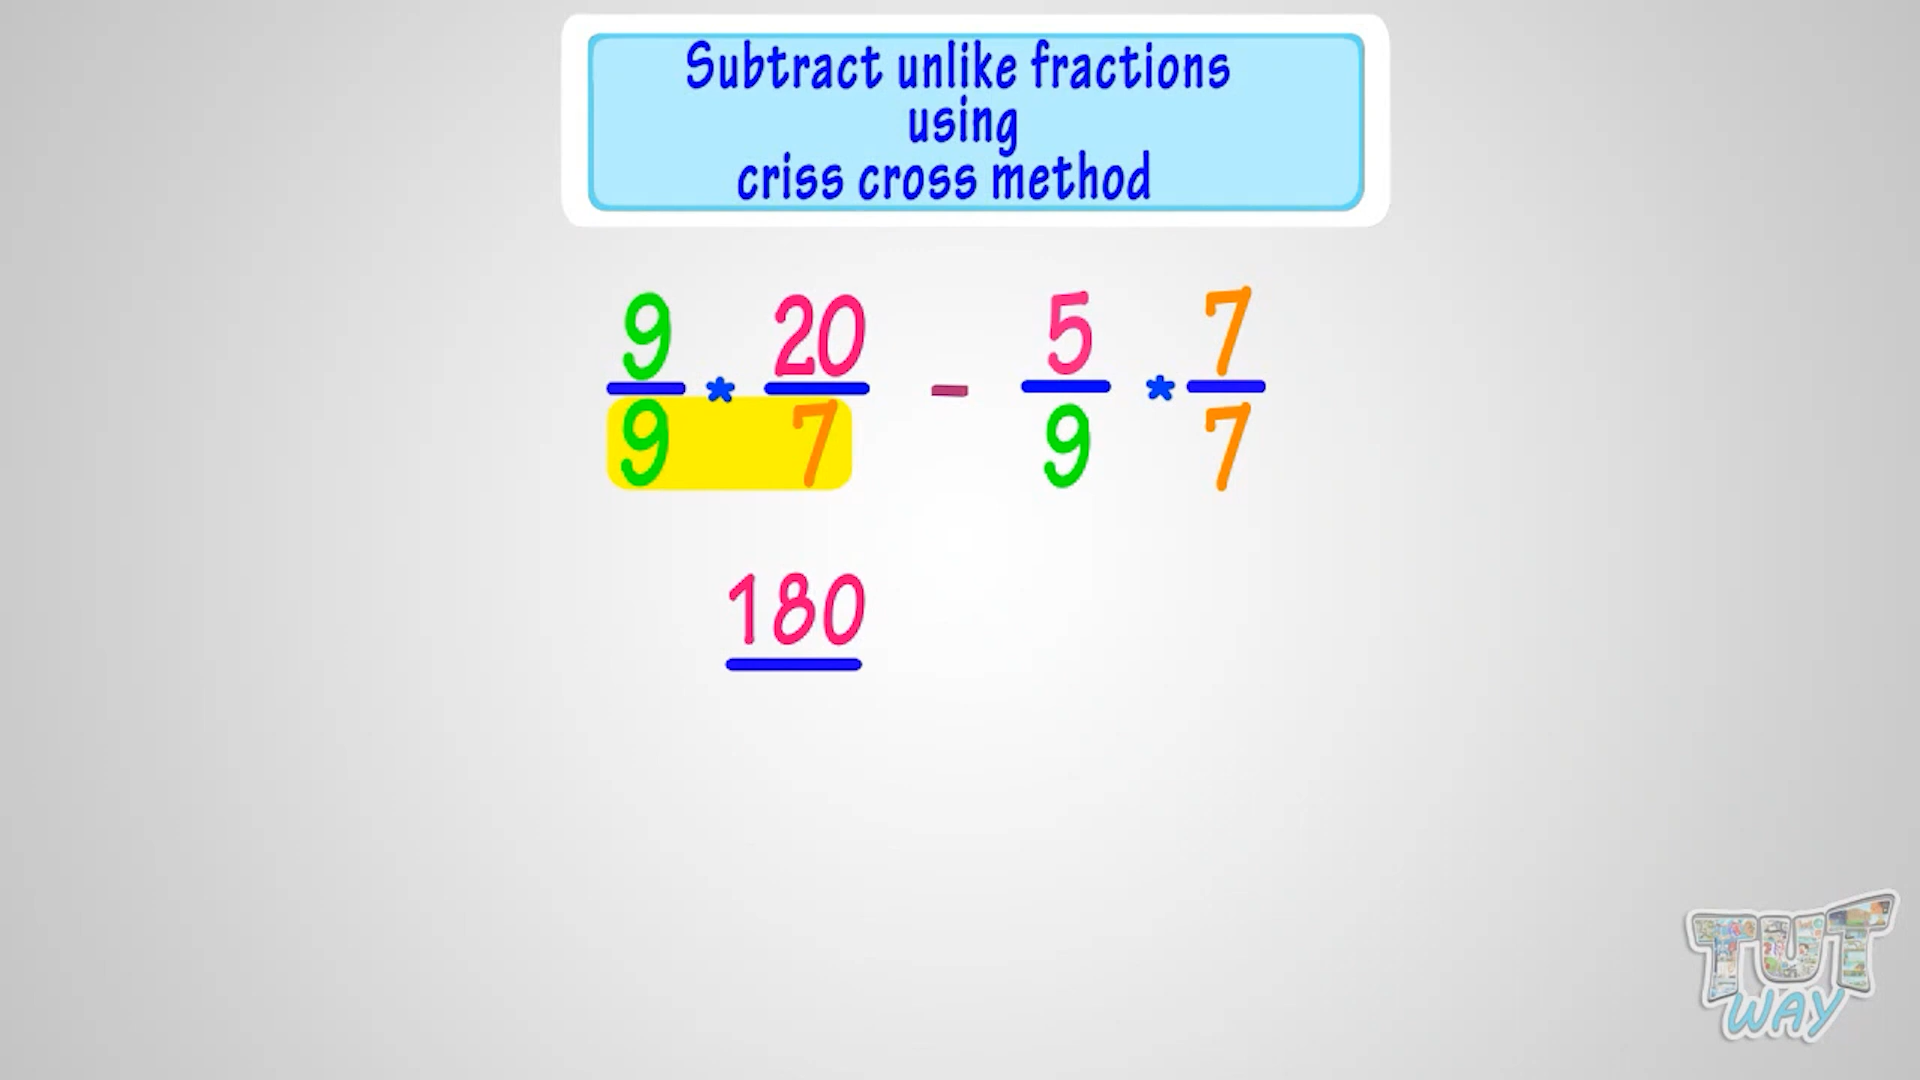 Subtract unlike fractions
using
criss cross method
9 20 5 7
* - *
9 7 9 7
180
TUT
WAY